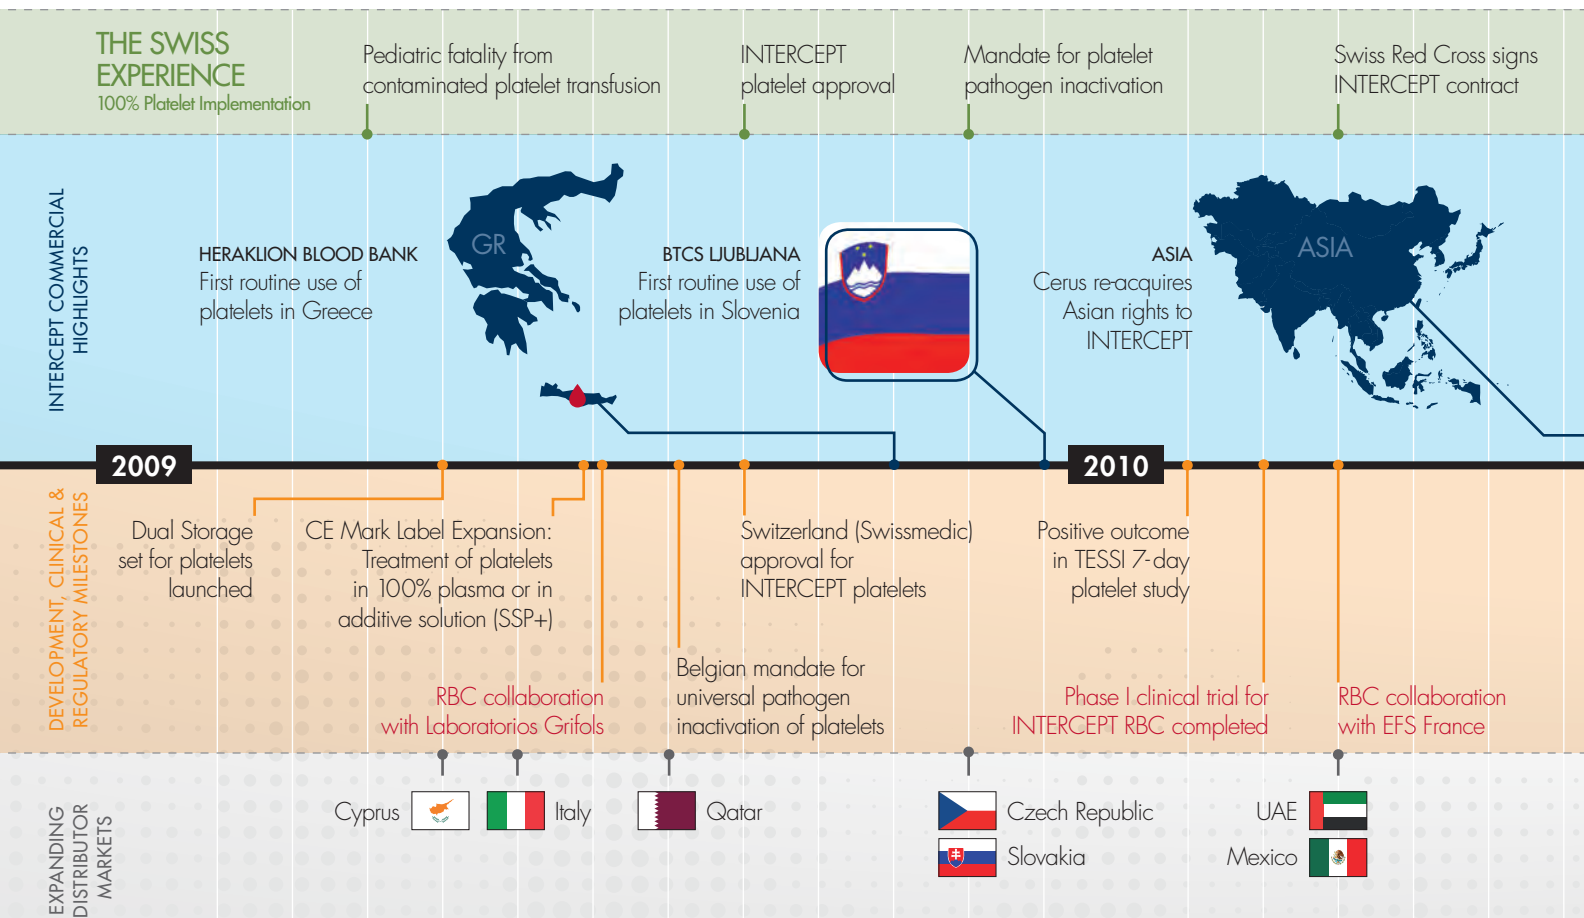 THE SWISS
EXPERIENCE
100% Platelet Implementation
Pediatric fatality from
contaminated platelet transfusion
INTERCEPT
platelet approval
Mandate for platelet
pathogen inactivation
Swiss Red Cross signs
INTERCEPT contract
INTERCEPT COMMERCIAL
HIGHLIGHTS
HERAKLION BLOOD BANK
First routine use of
platelets in Greece
GR
BTCS LJUBLJANA
First routine use of
platelets in Slovenia
ASIA
Cerus re-acquires
Asian rights to
INTERCEPT
ASIA
2009
2010
DEVELOPMENT, CLINICAL &
REGULATORY MILESTONES
Dual Storage
set for platelets
launched
CE Mark Label Expansion:
Treatment of platelets
in 100% plasma or in
additive solution (SSP+)
RBC collaboration
with Laboratorios Grifols
Belgian mandate for
universal pathogen
inactivation of platelets
Switzerland (Swissmedic)
approval for
INTERCEPT platelets
Positive outcome
in TESSI 7-day
platelet study
Phase I clinical trial for
INTERCEPT RBC completed
RBC collaboration
with EFS France
EXPANDING
DISTRIBUTOR
MARKETS
Cyprus
Italy
Qatar
Czech Republic
Slovakia
UAE
Mexico